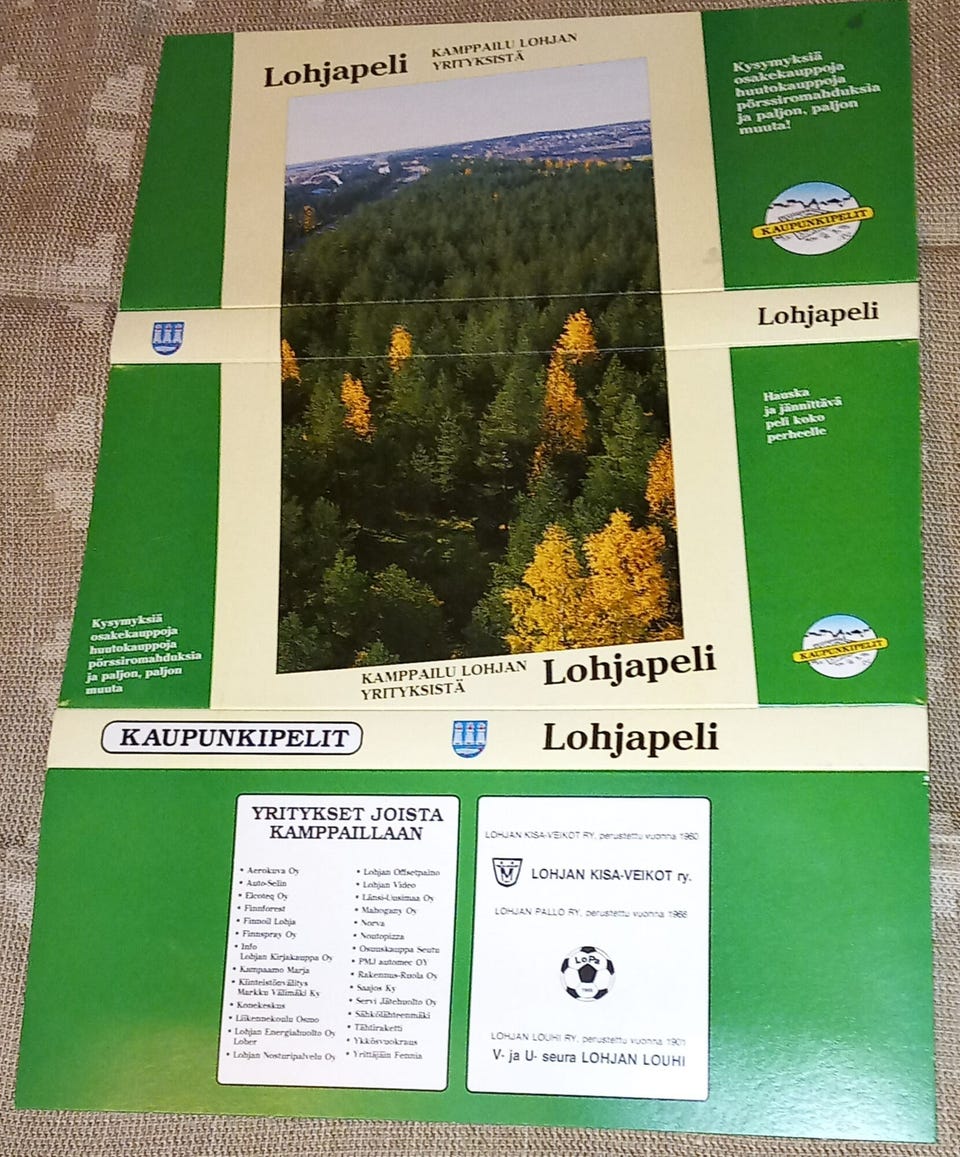 Lohjapeli
KAMPPAILU LOHJAN
YRITYKSISTÄ
Kysymyksiä
osakekauppoja
huutokauppoja
pörssiromahduksia
ja paljon, paljon
muuta!
KAUPUNKIPELIT
Lohjapeli
Hauska
ja jännittävä
peli koko
perheelle
KAUPUNKIPELIT
Kysymyksiä
osakekauppoja
huutokauppoja
pörssiromahduksia
ja paljon, paljon
muuta
KAMPPAILU LOHJAN
YRITYKSISTÄ
Lohjapeli
KAUPUNKIPELIT
Lohjapeli
YRITYKSET JOISTA
KAMPPAILLAAN
• Aerokuva Oy
• Auto-Selin
• Elcoteq Oy
• Finnforest
• Finnoil Lohja
• Finnspray Oy
• Info
Lohjan Kirjakauppa Oy
• Kampaamo Marja
• Kiinteistönvälitys
Markku Välimäki Ky
• Konekeskus
• Liikennekoulu Osmo
• Lohjan Energiahuolto Oy
Loher
• Lohjan Nosturipalvelu Oy
• Lohjan Offsetpaino
• Lohjan Video
• Länsi-Uusimaa Oy
• Mahogany Oy
• Norva
• Noutopizza
• Osuuskauppa Seutu
• PMJ automec OY
• Rakennus-Ruola Oy
• Saajos Ky
• Servi Jätehuolto Oy
• Sähkölähteenmäki
• Tähtiraketti
• Ykkösvuokraus
• Yrittäjäin Fennia
LOHJAN KISA-VEIKOT RY, perustettu vuonna 1960
LOHJAN KISA-VEIKOT ry.
LOHJAN PALLO RY, perustettu vuonna
LoPa
LOHJAN LOUHI RY, perustettu vuonna 1901
V- ja U- seura LOHJAN LOUHI